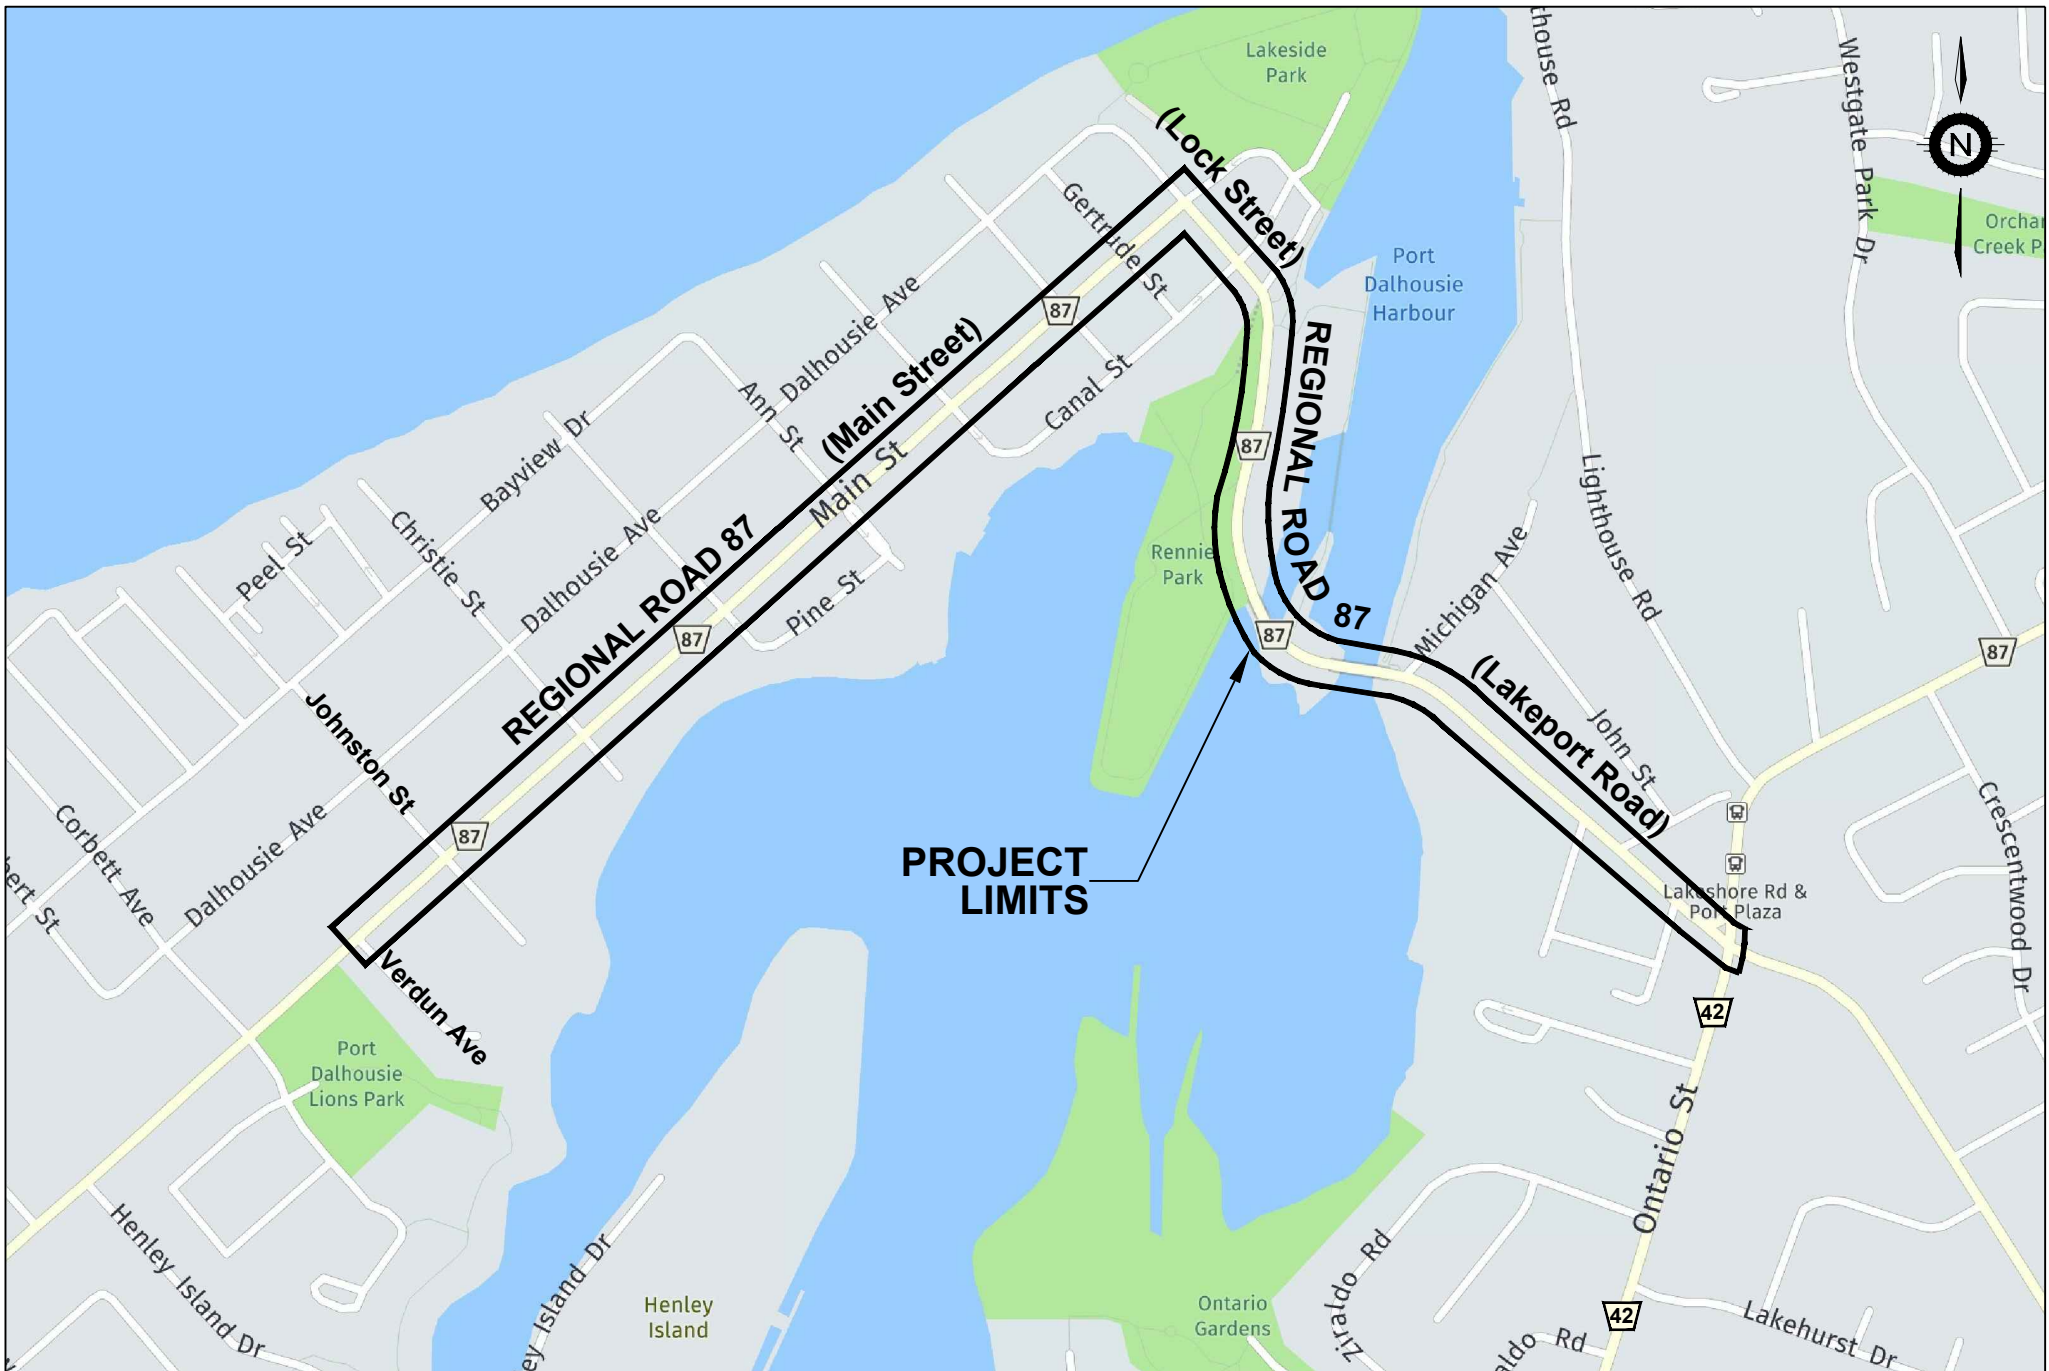 Lakeside
Park
(Lock Street)
Gertrude St
Port
Dalhousie
Harbour
N
Westgate Park Dr
Creek
87
Dalhousie Ave
(Main Street)
Main St
Canal St
Ann St
Bayview Dr
REGIONAL ROAD 87
87
Lighthouse Rd
Rennie
Park
Peel St
Christie St
Dalhousie Ave
REGIONAL ROAD 87
Pine St
87
87
Michigan Ave
87
(Lakeport Road)
John St
Johnston St
87
Corbett Ave
Dalhousie Ave
PROJECT
LIMITS
Lakeshore Rd &
Port Plaza
Crescentwood Dr
Verdun Ave
42
Port
Dalhousie
Lions Park
Ontario St
Henley Island Dr
Island Dr
Henley
Island
Ontario
Gardens
Ziraldo Rd
Rd
42
Lakehurst Dr